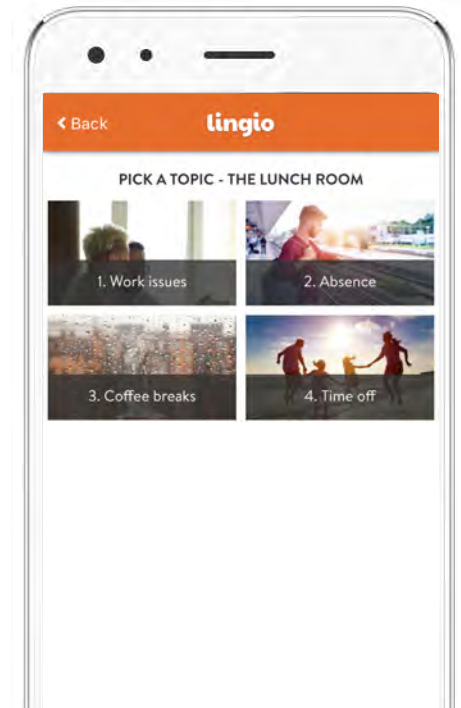 Back
lingio
PICK A TOPIC - THE LUNCH ROOM
1. Work issues
2. Absence
3. Coffee breaks
4. Time off